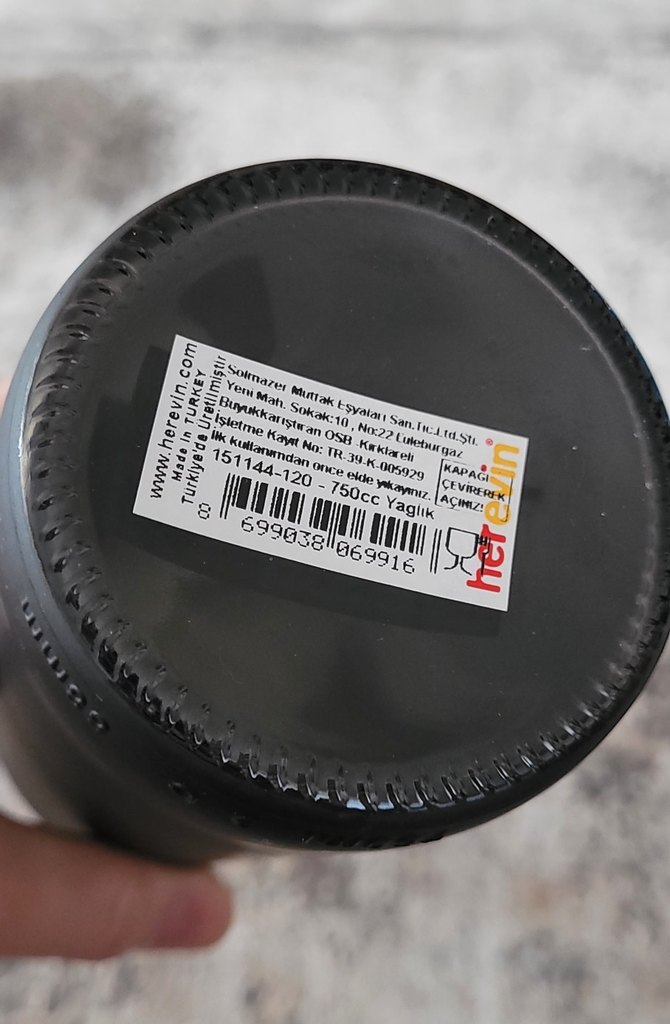 www.herevin.com
Made in TURKEY
Türkiye'de Üretilmiştir
Solmazer Mutfak Eşyaları San.Tic.Ltd.Şti.
Yeni Mah. Sokak:10, No:22 Luleburgaz
Büyükkarıştıran OSB -Kırklareli
İşletme Kayıt No: TR-39-K-005929
İlk kullanımdan önce elde yıkayınız.
151144-120 - 750cc Yaglık
8 699038 069916
KAPAĞI
ÇEVİREREK
AÇINIZ!
herevin®